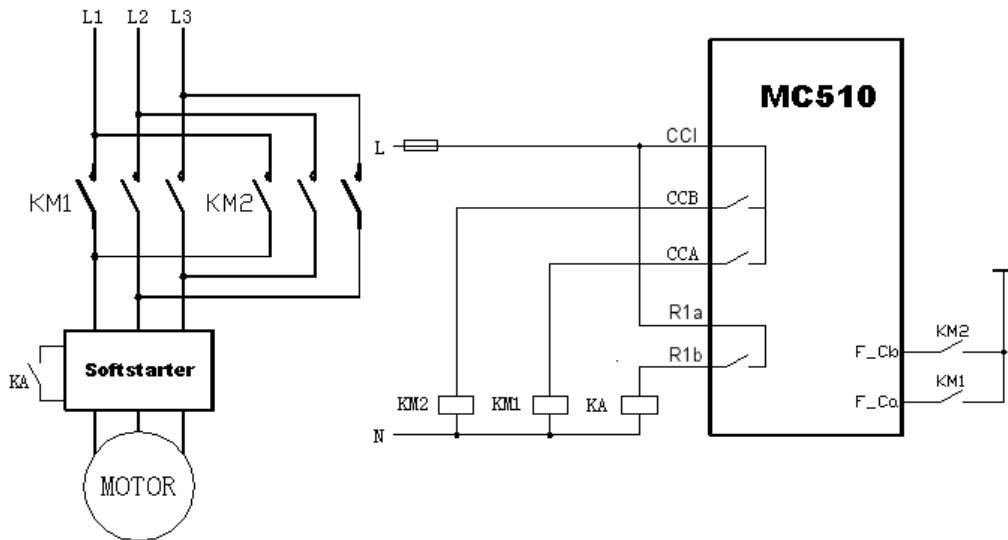 L1 L2 L3
KM1
KM2
KA
Softstarter
MOTOR
L
N
KM2
KM1
KA
MC510
CCI
CCB
CCA
R1a
R1b
F_Cb
F_Ca
KM2
KM1